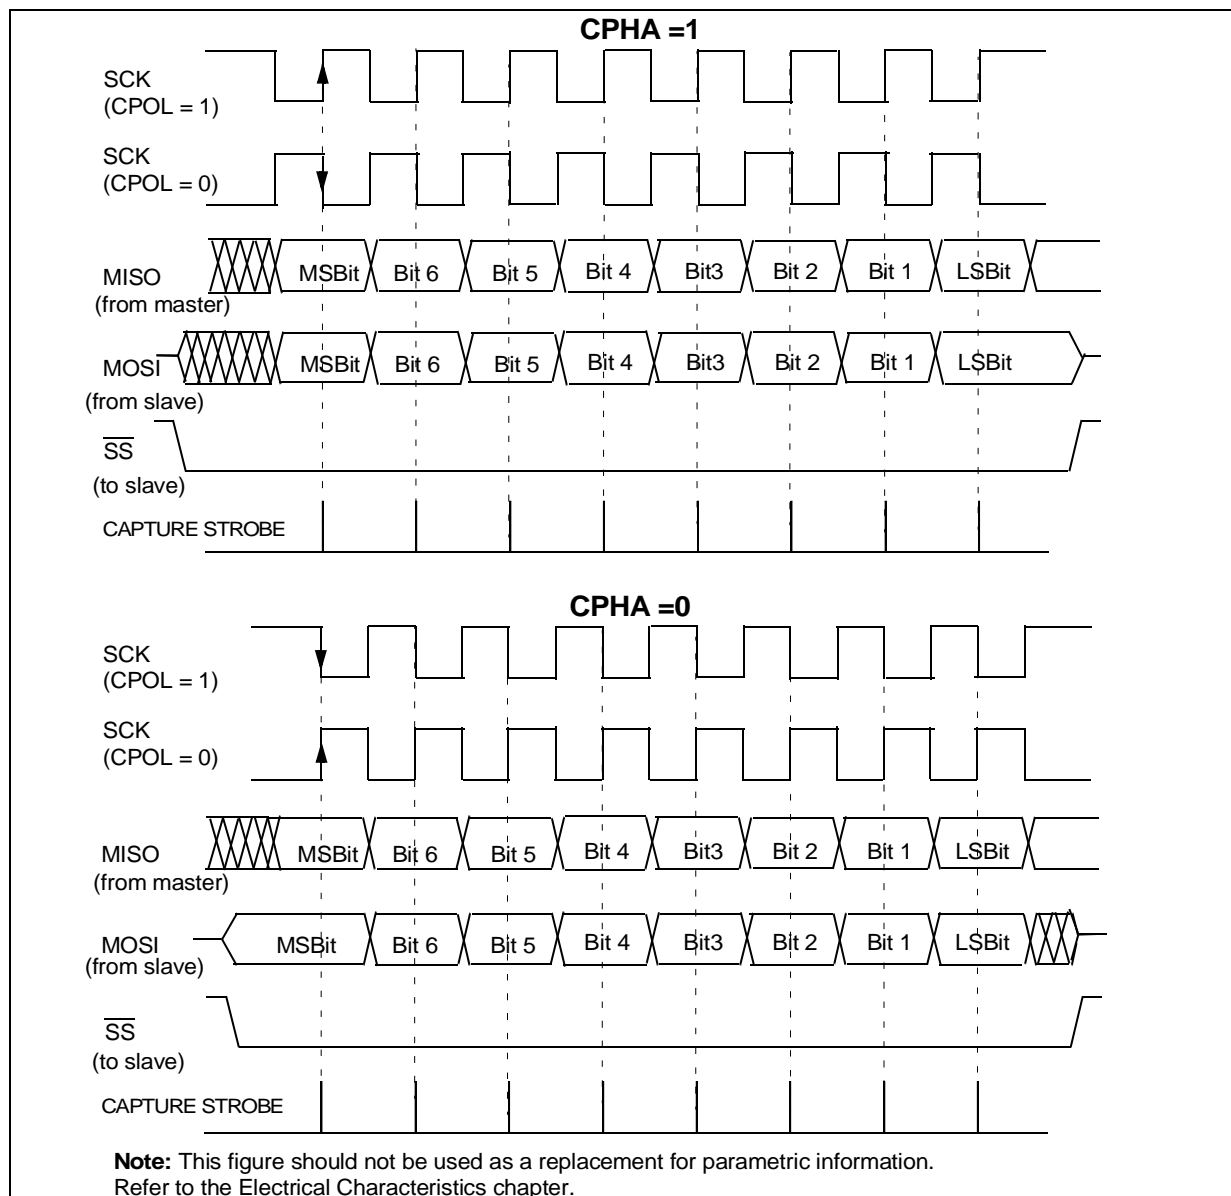 CPHA =1
SCK
(CPOL = 1)
SCK
(CPOL = 0)
MISO
(from master)
MSBit Bit 6 Bit 5 Bit 4 Bit3 Bit 2 Bit 1 LSBit
MOSI
(from slave)
MSBit Bit 6 Bit 5 Bit 4 Bit3 Bit 2 Bit 1 LSBit
SS
(to slave)
CAPTURE STROBE
CPHA =0
SCK
(CPOL = 1)
SCK
(CPOL = 0)
MISO
(from master)
MSBit Bit 6 Bit 5 Bit 4 Bit3 Bit 2 Bit 1 LSBit
MOSI
(from slave)
MSBit Bit 6 Bit 5 Bit 4 Bit3 Bit 2 Bit 1 LSBit
SS
(to slave)
CAPTURE STROBE
Note: This figure should not be used as a replacement for parametric information.
Refer to the Electrical Characteristics chapter.